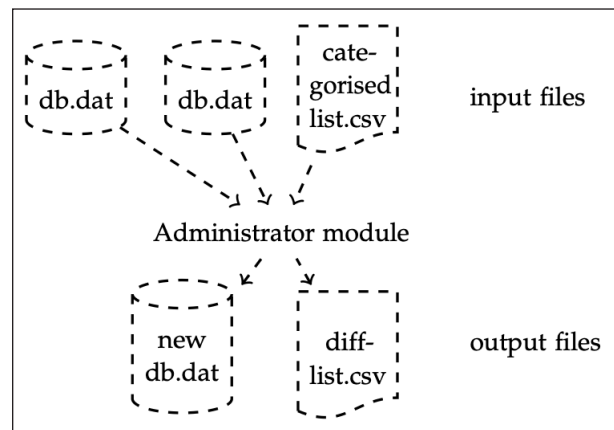 db.dat
db.dat
cate-
gorised
list.csv
input files
Administrator module
new
db.dat
diff-
list.csv
output files